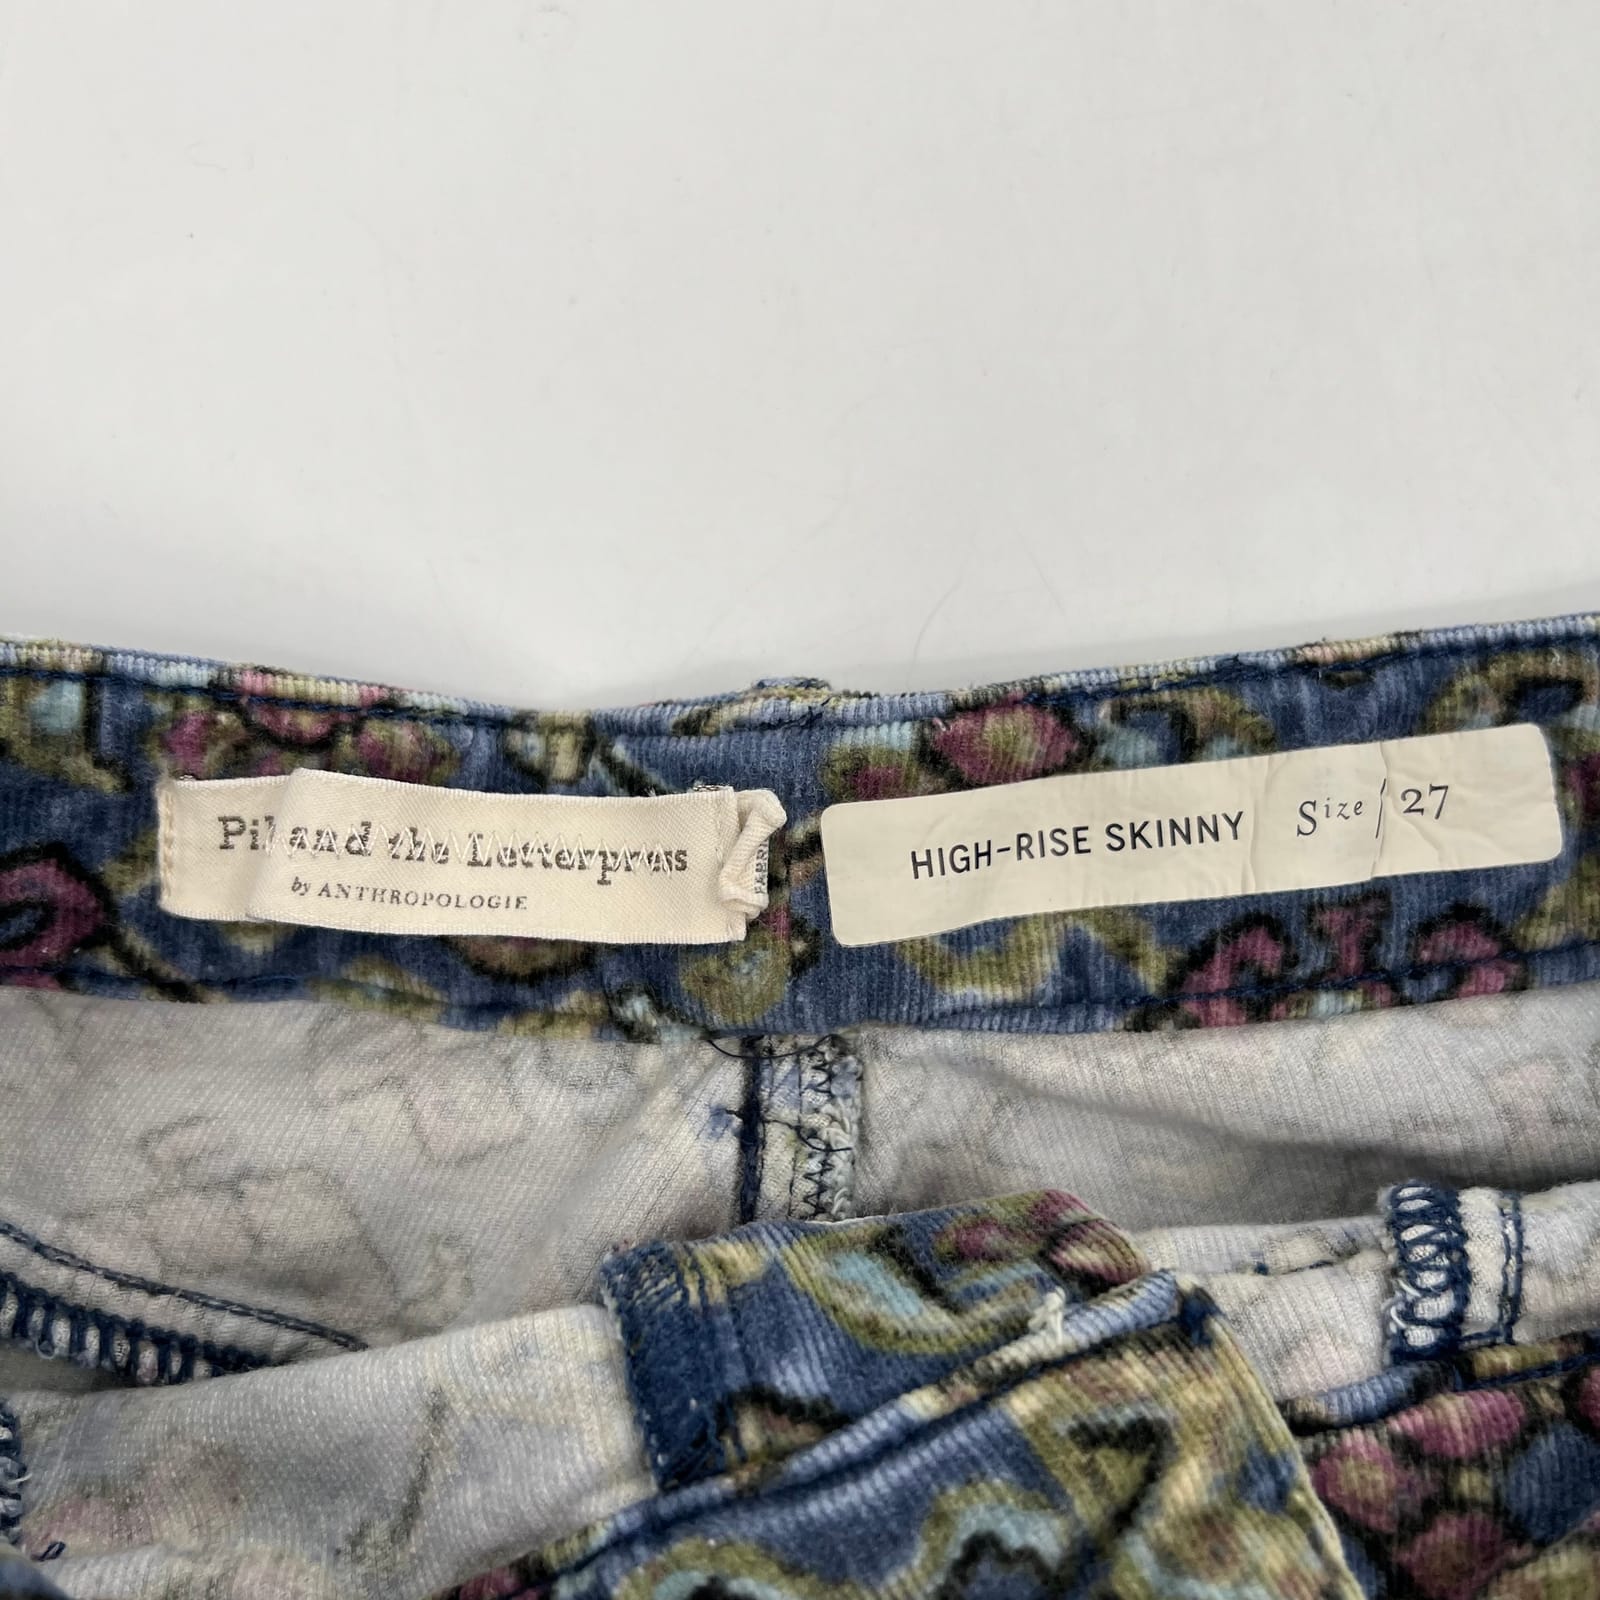 and the Letterpress
by ANTHROPOLOGIE
HIGH-RISE SKINNY Size / 27